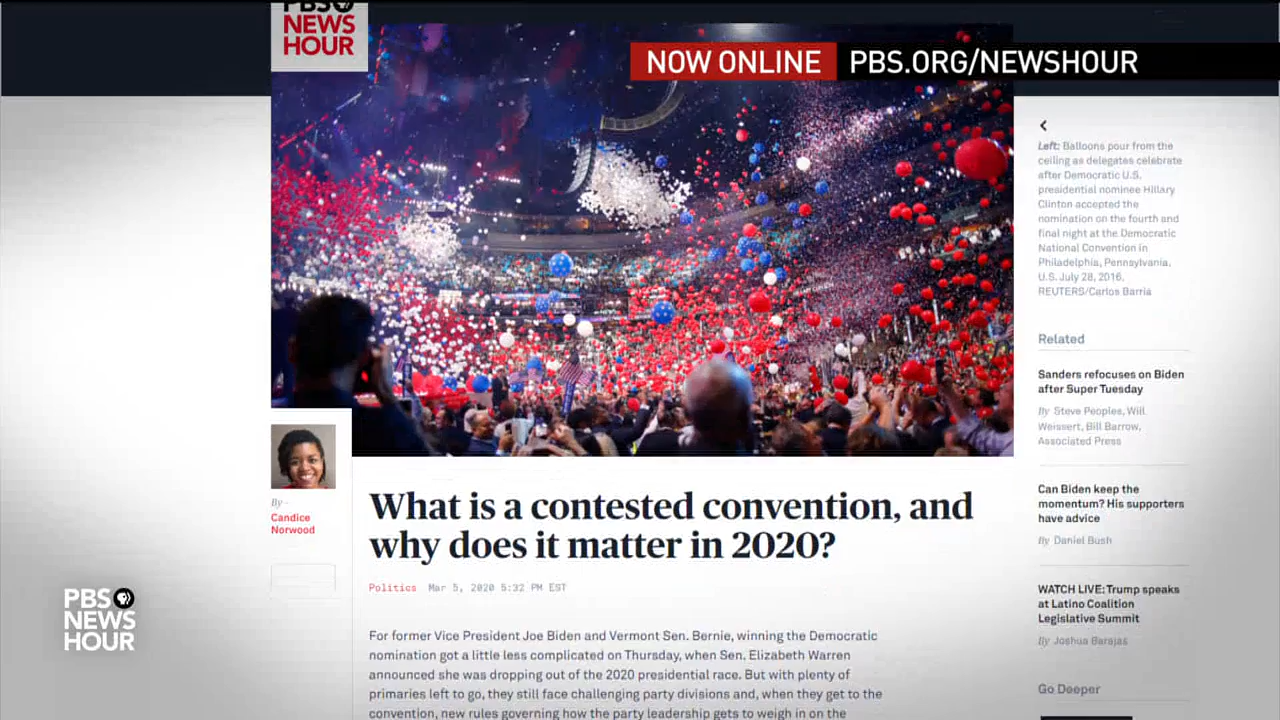 PBS
NEWS
HOUR
NOW ONLINE PBS.ORG/NEWSHOUR
Left: Balloons pour from the
ceiling as delegates celebrate
after Democratic U.S.
presidential nominee Hillary
Clinton accepted the
nomination on the fourth and
final night at the Democratic
National Convention in
Philadelphia, Pennsylvania,
U.S. July 28, 2016.
REUTERS/Carlos Barria
Related
Sanders refocuses on Biden
after Super Tuesday
By Steve Peoples, Will
Weissert, Bill Barrow,
Associated Press
Can Biden keep the
momentum? His supporters
have advice
By Daniel Bush
WATCH LIVE: Trump speaks
at Latino Coalition
Legislative Summit
By Joshua Barajas
Go Deeper
By -
Candice
Norwood
What is a contested convention, and
why does it matter in 2020?
Politics Mar 5, 2020 5:32 PM EST
For former Vice President Joe Biden and Vermont Sen. Bernie, winning the Democratic
nomination got a little less complicated on Thursday, when Sen. Elizabeth Warren
announced she was dropping out of the 2020 presidential race. But with plenty of
primaries left to go, they still face challenging party divisions and, when they get to the
convention, new rules governing how the party leadership gets to weigh in on the
PBS
NEWS
HOUR